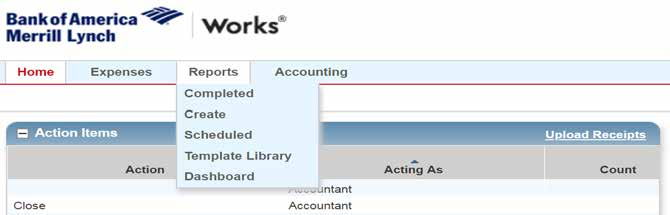 Bank of America
Merrill Lynch
Works®
Home Expenses Reports Accounting
Completed
Create
Scheduled
Template Library
Dashboard
Action Items Upload Receipts
Action Acting As Count
Accountant
Close Accountant